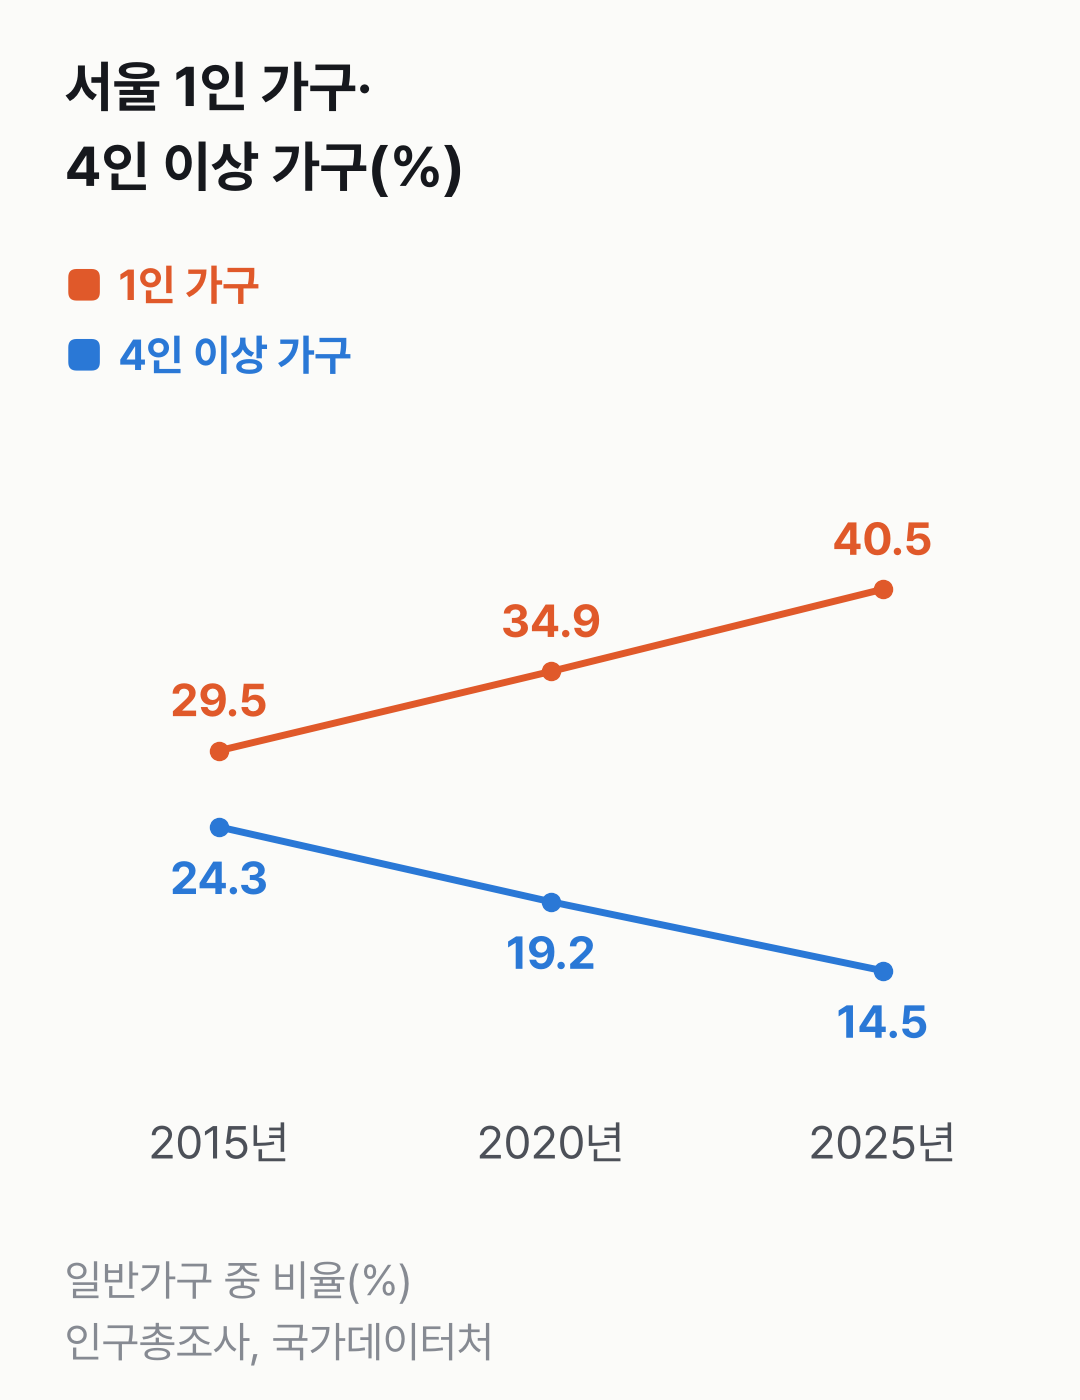 서울 1인 가구·
4인 이상 가구(%)
1인 가구
4인 이상 가구
40.5
34.9
29.5
24.3
19.2
14.5
2015년 2020년 2025년
일반가구 중 비율(%)
인구총조사, 국가데이터처